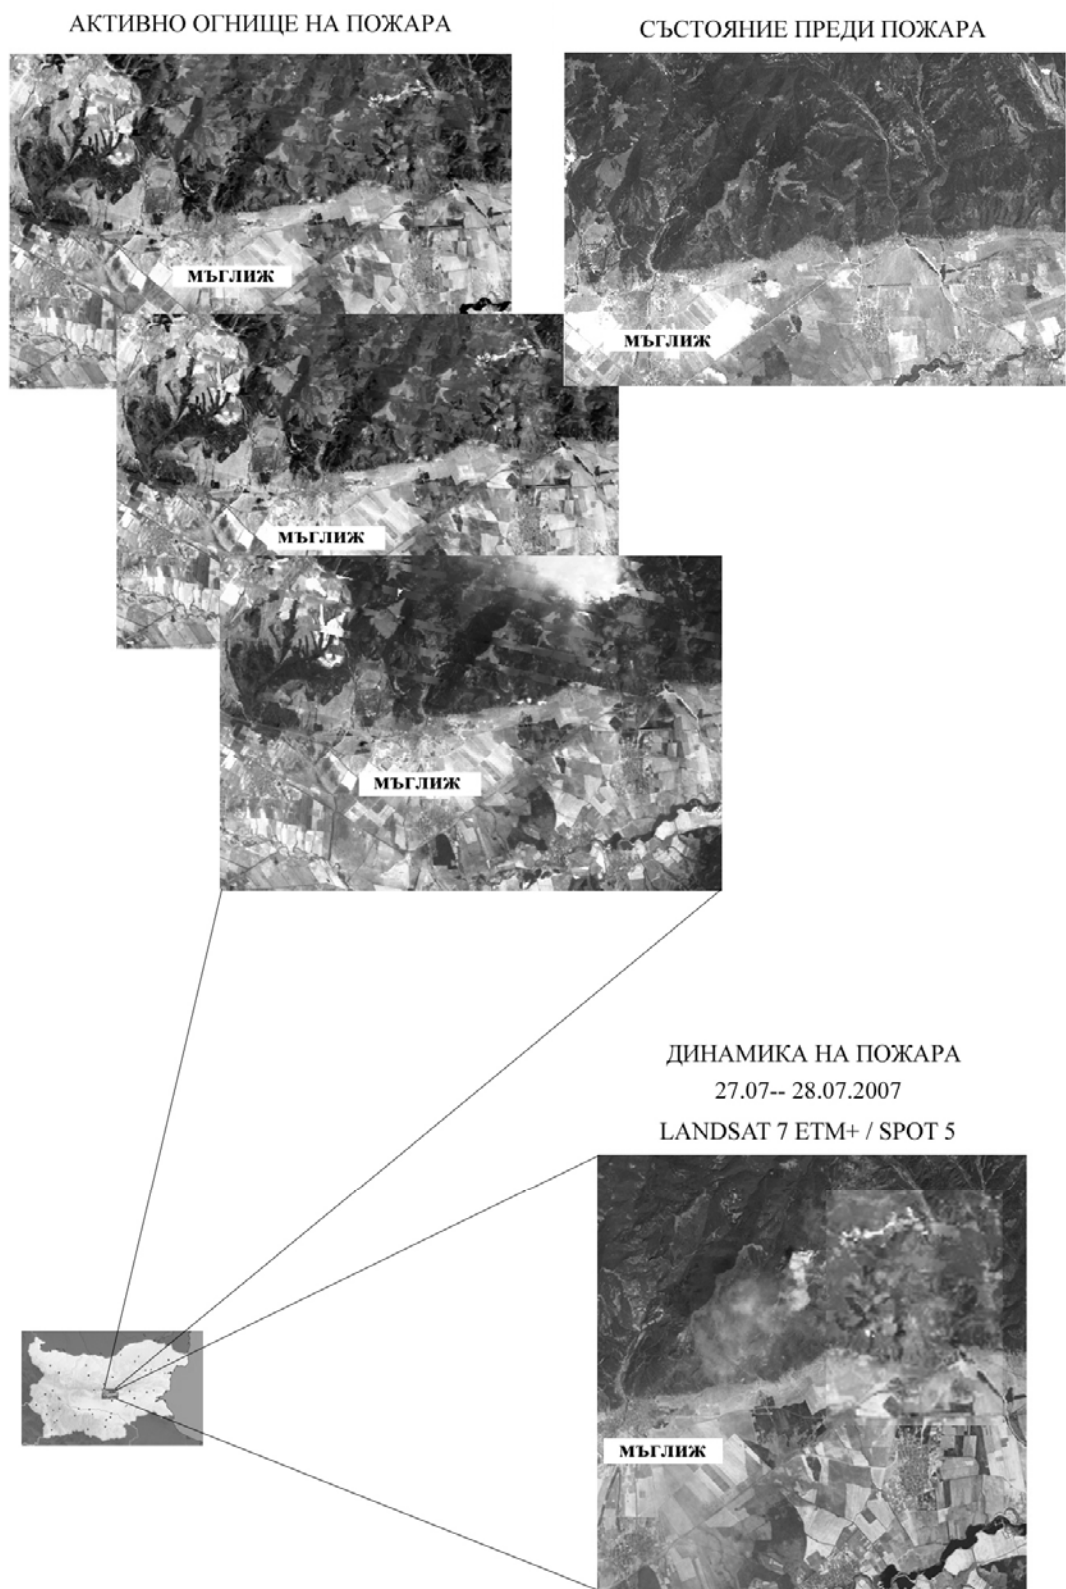 АКТИВНО ОГНИЩЕ НА ПОЖАРА
СЪСТОЯНИЕ ПРЕДИ ПОЖАРА
МЪГЛИЖ
МЪГЛИЖ
МЪГЛИЖ
МЪГЛИЖ
ДИНАМИКА НА ПОЖАРА
27.07-- 28.07.2007
LANDSAT 7 ETM+ / SPOT 5
МЪГЛИЖ